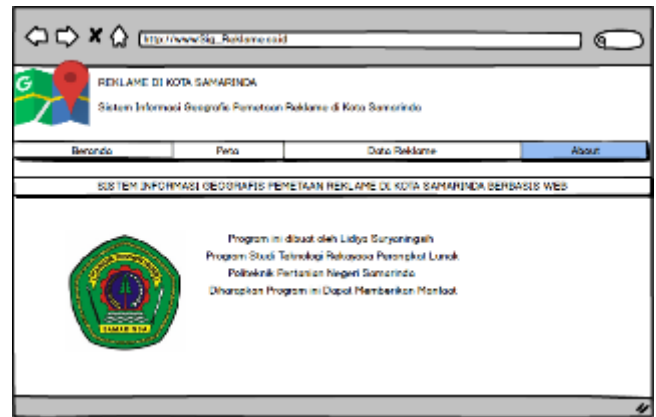 http://www.Sig_Reklame.co.id
REKLAME DI KOTA SAMARINDA
Sistem Informasi Geografis Pemetaan Reklame di Kota Samarinda
Beranda
Peta
Data Reklame
About
SISTEM INFORMASI GEOGRAFIS PEMETAAN REKLAME DI KOTA SAMARINDA BERBASIS WEB
Program ini dibuat oleh Lidya Suryaningsih
Program Studi Teknologi Rekayasa Perangkat Lunak
Politeknik Pertanian Negeri Samarinda
Diharapkan Program ini Dapat Memberikan Manfaat
SAMARINDA